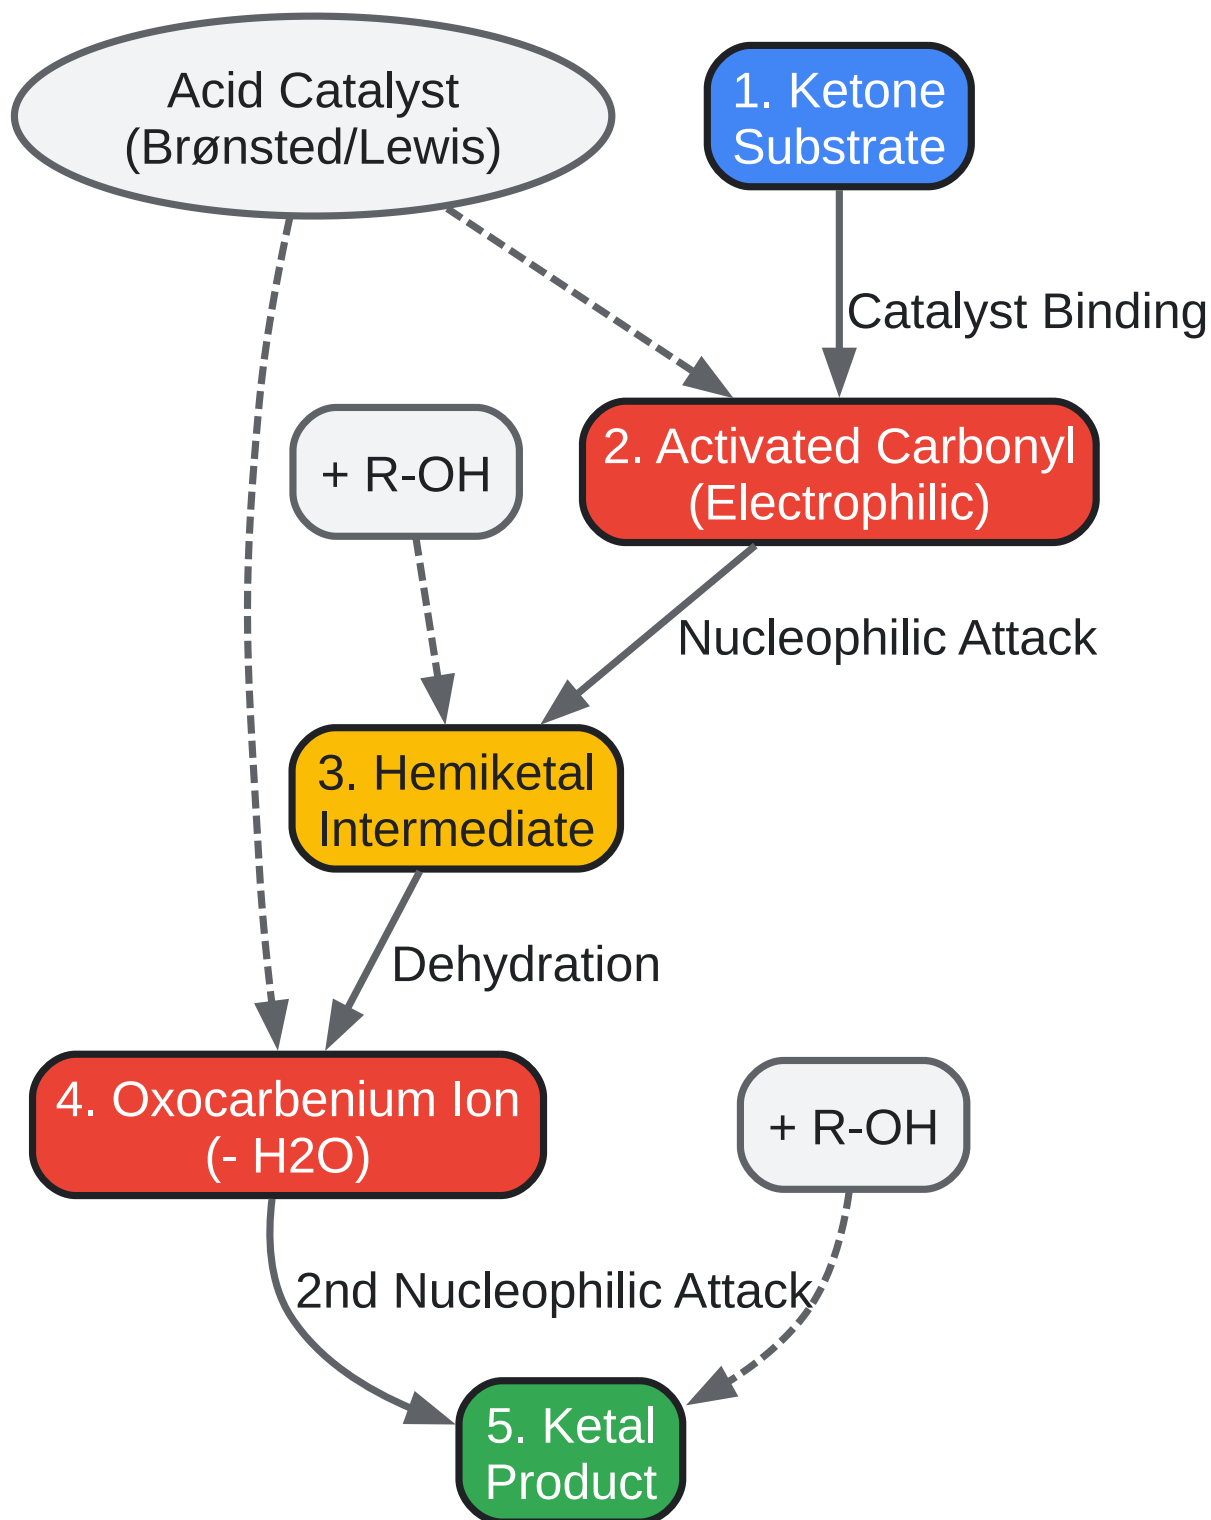 Acid Catalyst
(Brønsted/Lewis)
1. Ketone
Substrate
Catalyst Binding
+ R-OH
2. Activated Carbonyl
(Electrophilic)
Nucleophilic Attack
3. Hemiketal
Intermediate
Dehydration
4. Oxocarbenium Ion
(- H2O)
+ R-OH
2nd Nucleophilic Attack
5. Ketal
Product